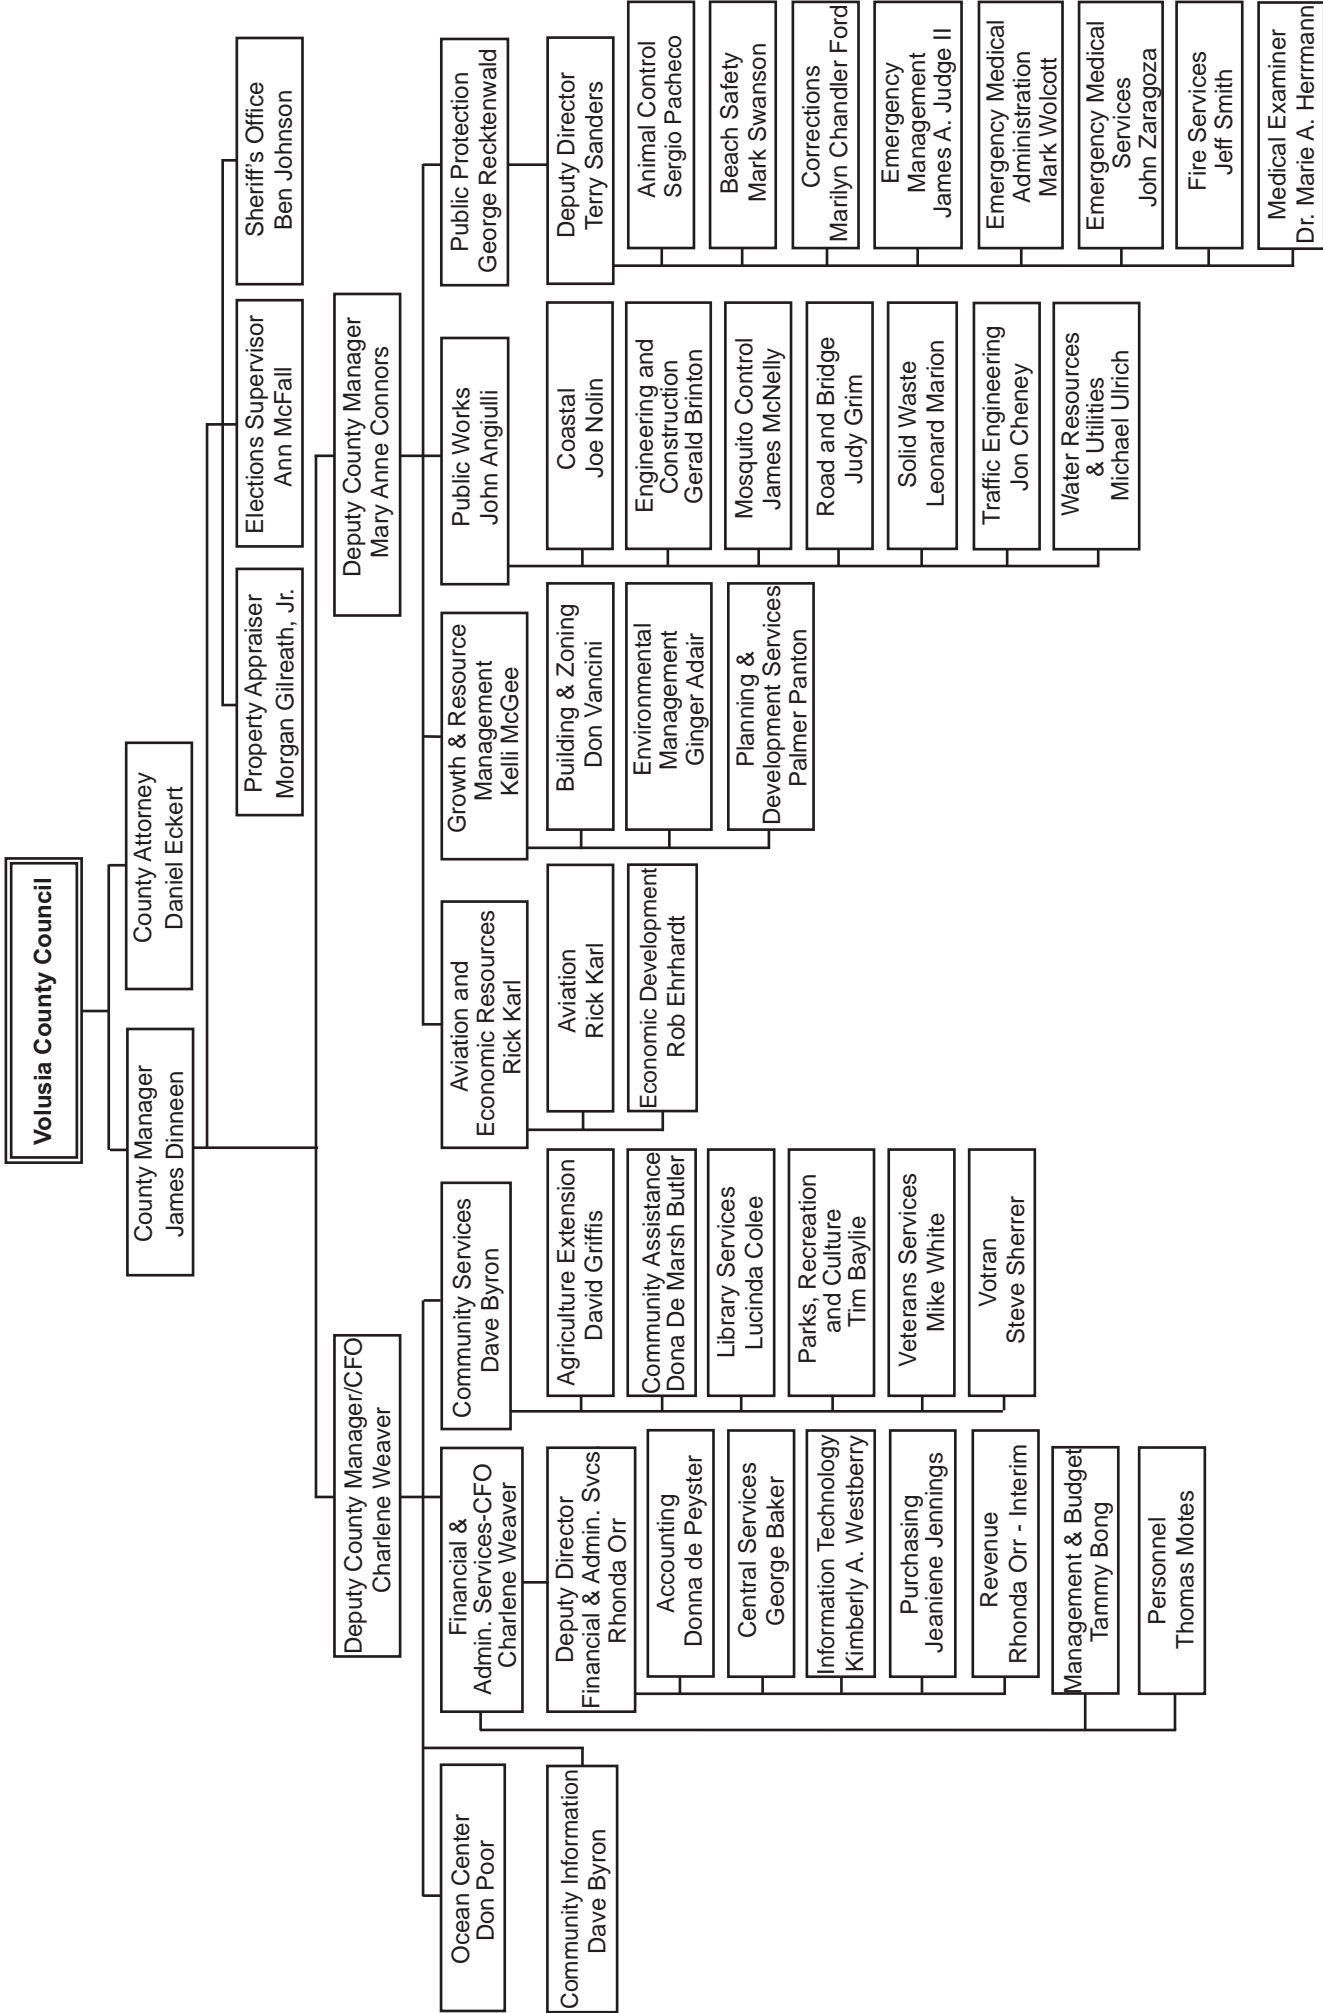 Volusia County Council
County Manager
James Dinneen
County Attorney
Daniel Eckert
Property Appraiser
Morgan Gilreath, Jr.
Elections Supervisor
Ann McFall
Sheriff's Office
Ben Johnson
Deputy County Manager/CFO
Charlene Weaver
Deputy County Manager
Mary Anne Connors
Ocean Center
Don Poor
Community Information
Dave Byron
Financial &
Admin. Services-CFO
Charlene Weaver
Deputy Director
Financial & Admin. Svcs.
Rhonda Orr
Accounting
Donna de Peyster
Central Services
George Baker
Information Technology
Kimberly A. Westberry
Purchasing
Jeaniene Jennings
Revenue
Rhonda Orr - Interim
Management & Budget
Tammy Bong
Personnel
Thomas Motes
Community Services
Dave Byron
Agriculture Extension
David Griffis
Community Assistance
Dona De Marsh Butler
Library Services
Lucinda Colee
Parks, Recreation
and Culture
Tim Baylie
Veterans Services
Mike White
Votran
Steve Sherrer
Aviation and
Economic Resources
Rick Karl
Aviation
Rick Karl
Economic Development
Rob Ehrhardt
Growth & Resource
Management
Kelli McGee
Building & Zoning
Don Vancini
Environmental
Management
Ginger Adair
Planning &
Development Services
Palmer Panton
Public Works
John Angiulli
Coastal
Joe Nolin
Engineering and
Construction
Gerald Brinton
Mosquito Control
James McNelly
Road and Bridge
Judy Grim
Solid Waste
Leonard Marion
Traffic Engineering
Jon Cheney
Water Resources
& Utilities
Michael Ulrich
Public Protection
George Recktenwald
Deputy Director
Terry Sanders
Animal Control
Sergio Pacheco
Beach Safety
Mark Swanson
Corrections
Marilyn Chandler Ford
Emergency
Management
James A. Judge II
Emergency Medical
Administration
Mark Wolcott
Emergency Medical
Services
John Zaragoza
Fire Services
Jeff Smith
Medical Examiner
Dr. Marie A. Herrmann